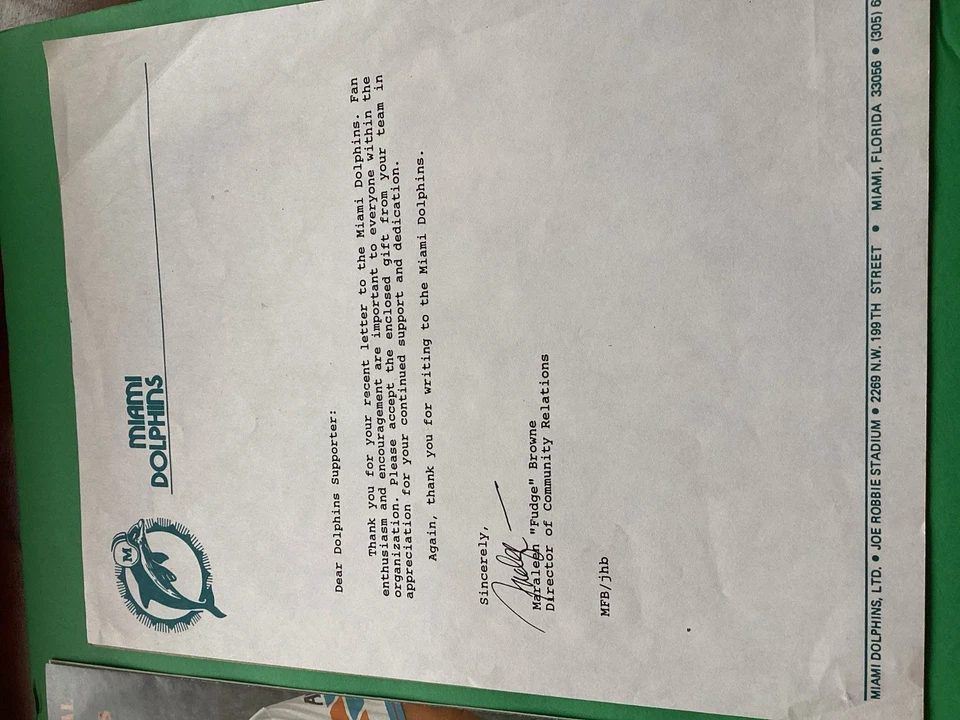 MIAMI
DOLPHINS
M
Dear Dolphins Supporter:
Thank you for your recent letter to the Miami Dolphins. Fan
enthusiasm and encouragement are important to everyone within the
organization. Please accept the enclosed gift from your team in
appreciation for your continued support and dedication.
Again, thank you for writing to the Miami Dolphins.
Sincerely,
Maraleen "Fudge" Browne
Director of Community Relations
MFB/jhb
MIAMI DOLPHINS, LTD. • JOE ROBBIE STADIUM • 2269 N.W. 199TH STREET • MIAMI, FLORIDA 33056 • (305) 6